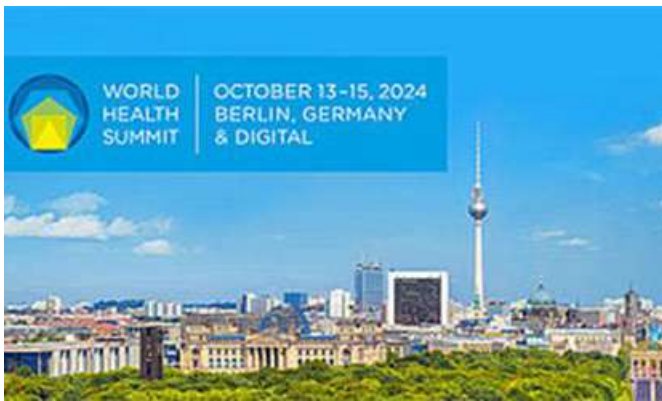 WORLD
HEALTH
SUMMIT
OCTOBER 13-15, 2024
BERLIN, GERMANY
& DIGITAL